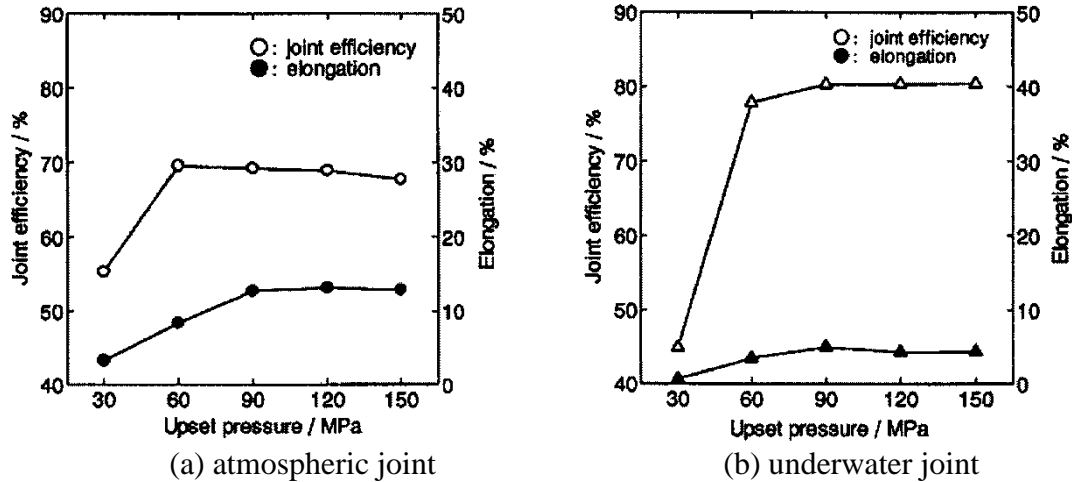 90
80
70
60
50
40
Joint efficiency / %
○: joint efficiency
●: elongation
50
40
30
20
10
0
Elongation / %
30 60 90 120 150
Upset pressure / MPa
(a) atmospheric joint
90
80
70
60
50
40
Joint efficiency / %
○: joint efficiency
●: elongation
50
40
30
20
10
0
Elongation / %
30 60 90 120 150
Upset pressure / MPa
(b) underwater joint